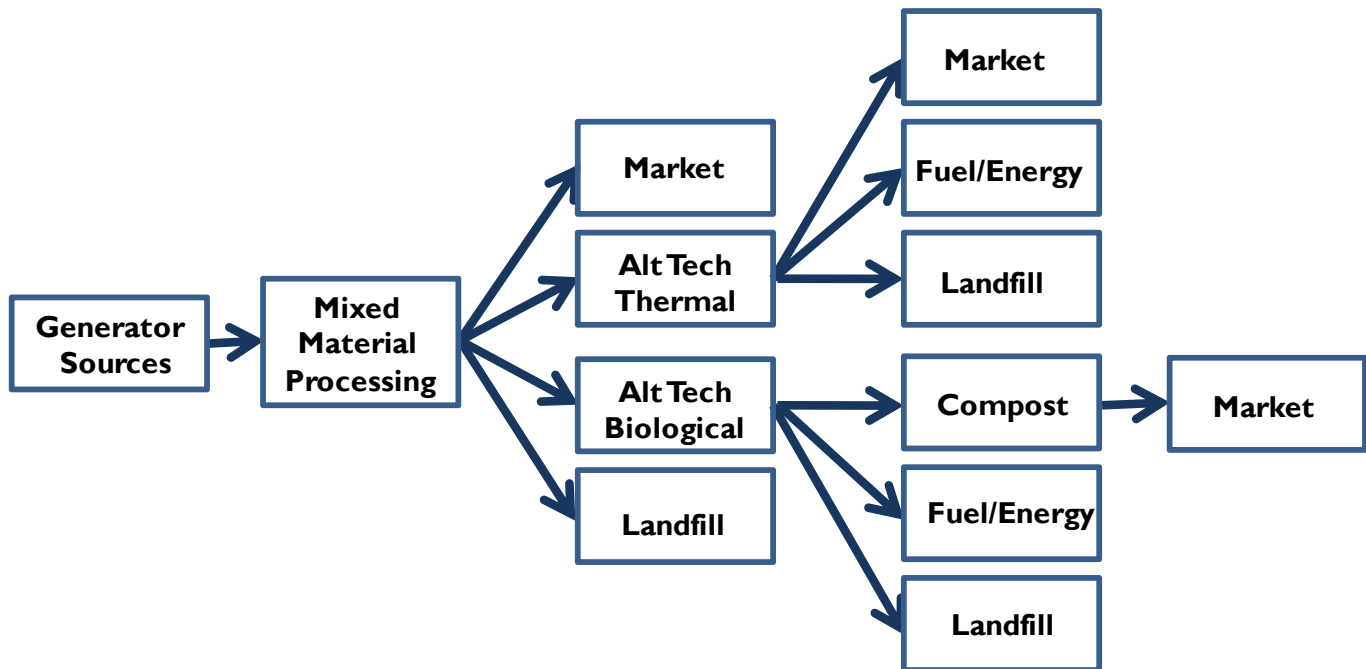 Generator
Sources
Mixed
Material
Processing
Market
Alt Tech
Thermal
Alt Tech
Biological
Landfill
Market
Fuel/Energy
Landfill
Compost
Fuel/Energy
Landfill
Market